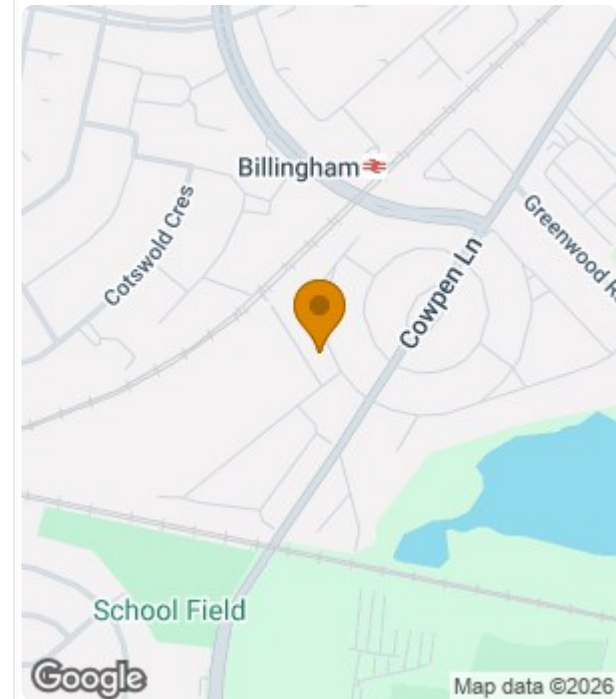 Billingham
Cotswold Cres
Greenwood R
Cowpen Ln
School Field
Google
Map data ©2026